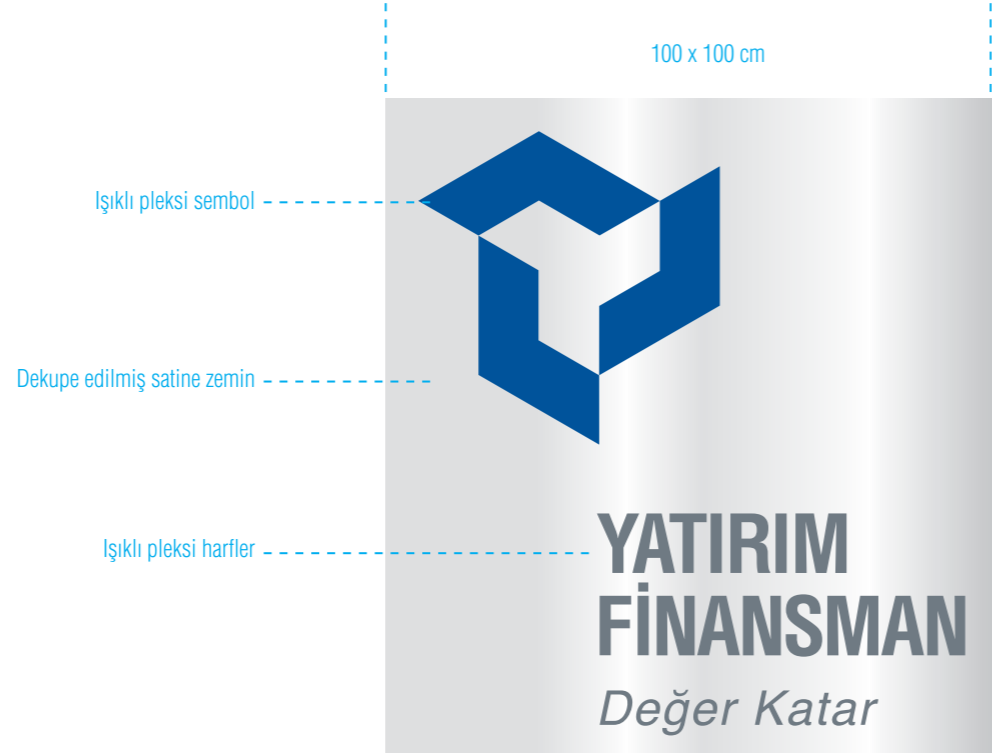 100 x 100 cm
Işıklı pleksi sembol
Dekupe edilmiş satine zemin
Işıklı pleksi harfler
YATIRIM
FİNANSMAN
Değer Katar